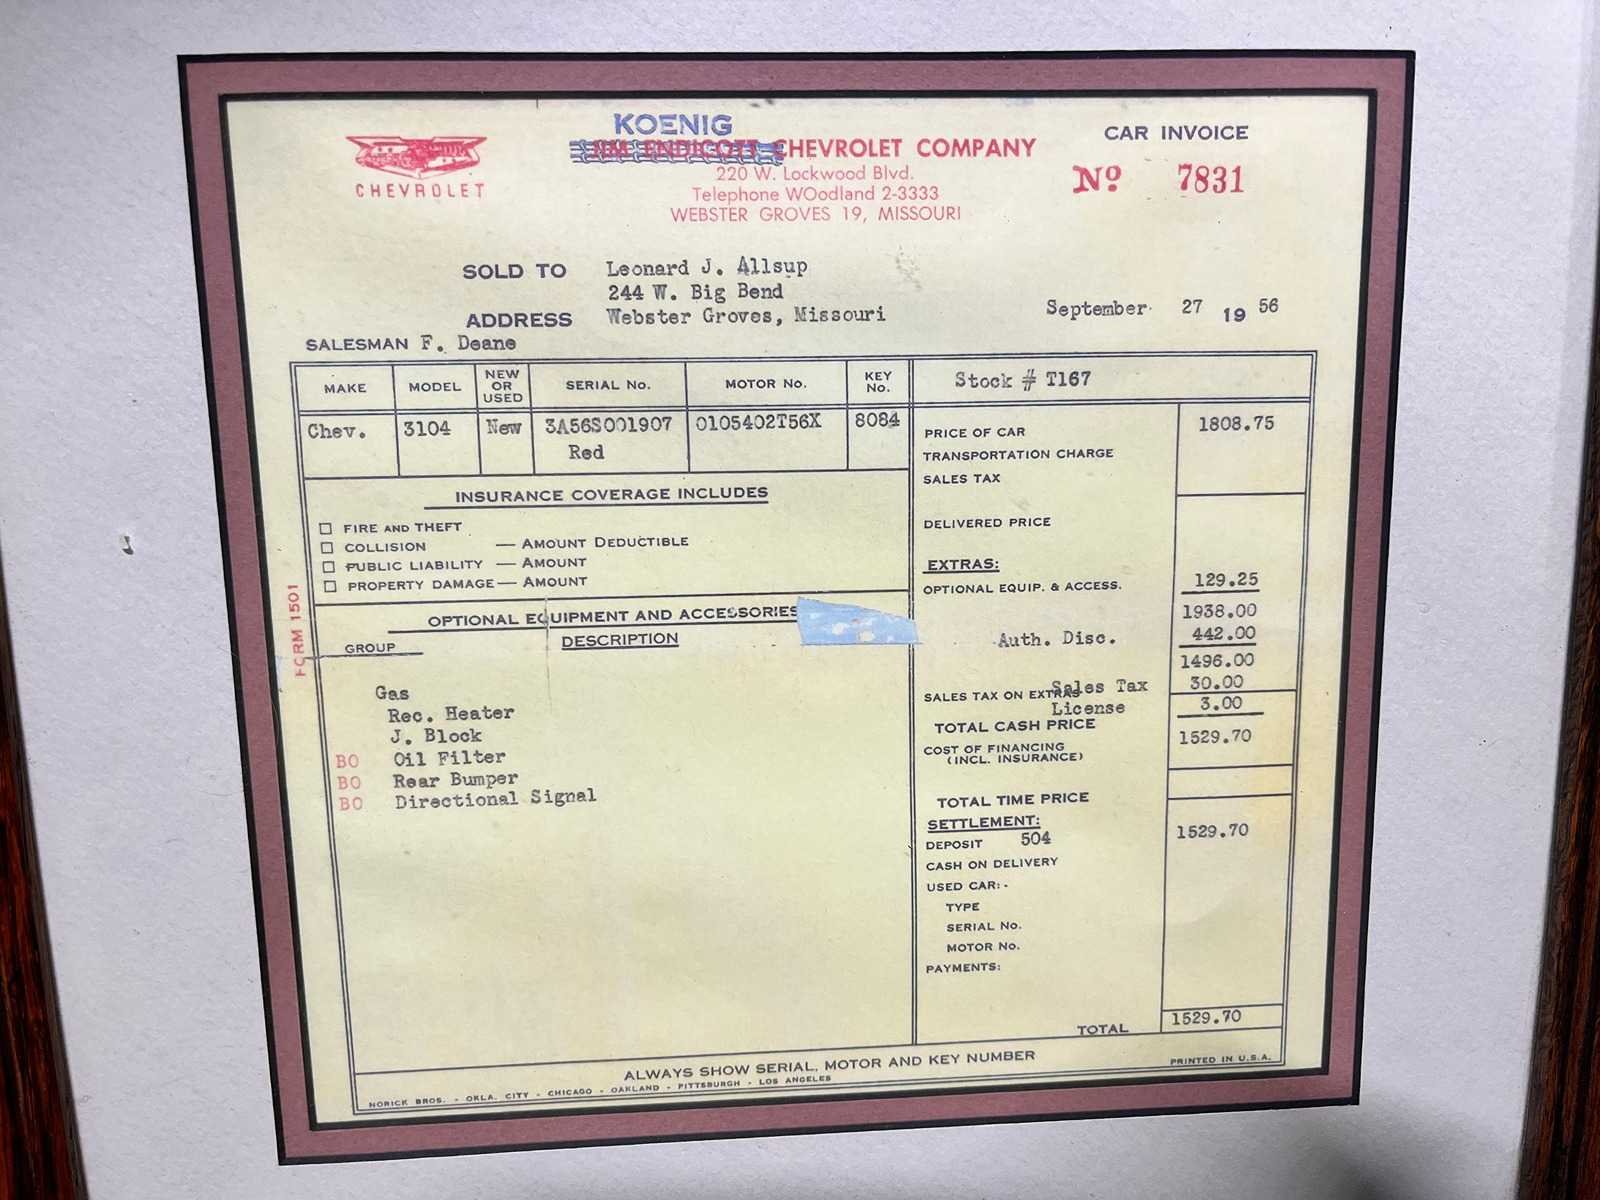 KOENIG
JIM ENDICOTT CHEVROLET COMPANY
CHEVROLET
220 W. Lockwood Blvd.
Telephone WOodland 2-3333
WEBSTER GROVES 19, MISSOURI
CAR INVOICE
Nº 7831
SOLD TO Leonard J. Allsup
244 W. Big Bend
ADDRESS Webster Groves, Missouri
September 27 19 56
SALESMAN F. Deane
MAKE MODEL NEW OR USED SERIAL No. MOTOR No. KEY No.
Chev. 3104 New 3A56S001907 0105402T56X 8084
Red
Stock # T167
PRICE OF CAR 1808.75
TRANSPORTATION CHARGE
SALES TAX
DELIVERED PRICE
EXTRAS:
OPTIONAL EQUIP. & ACCESS. 129.25
1938.00
Auth. Disc. 442.00
1496.00
SALES TAX ON EXTRAS Sales Tax 30.00
License 3.00
TOTAL CASH PRICE 1529.70
COST OF FINANCING
(INCL. INSURANCE)
TOTAL TIME PRICE
SETTLEMENT:
DEPOSIT 504 1529.70
CASH ON DELIVERY
USED CAR: -
TYPE
SERIAL No.
MOTOR No.
PAYMENTS:
TOTAL 1529.70
INSURANCE COVERAGE INCLUDES
FIRE AND THEFT
COLLISION — AMOUNT DEDUCTIBLE
PUBLIC LIABILITY — AMOUNT
PROPERTY DAMAGE — AMOUNT
OPTIONAL EQUIPMENT AND ACCESSORIES
GROUP DESCRIPTION
Gas
Rec. Heater
J. Block
BO Oil Filter
BO Rear Bumper
BO Directional Signal
FORM 1501
ALWAYS SHOW SERIAL, MOTOR AND KEY NUMBER
NORICK BROS. - OKLA. CITY - CHICAGO - OAKLAND - PITTSBURGH - LOS ANGELES
PRINTED IN U.S.A.